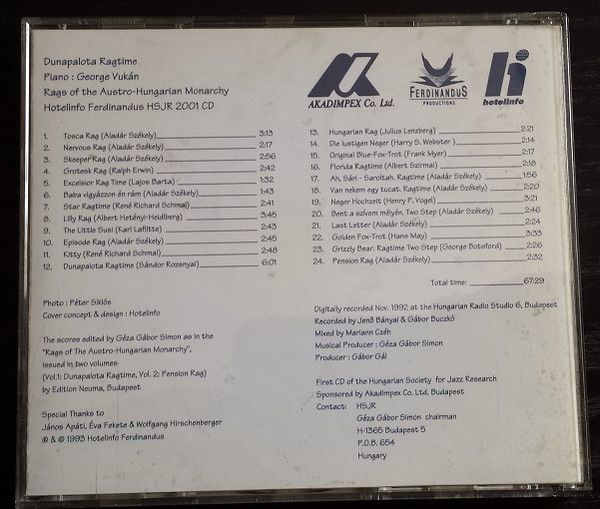 Dunapalota Ragtime
Piano : George Vukán
Rags of the Austro-Hungarian Monarchy
Hotelinfo Ferdinandus HSJR 2001 CD
AKADIMPEX Co. Ltd.
FERDINANDUS
PRODUCTIONS
hotelinfo
1. Tosca Rag (Aladár Székely) 3:13
2. Nervous Rag (Aladár Székely) 2:17
3. Skeeper Rag (Aladár Székely) 2:56
4. Grotesk Rag (Ralph Erwin) 2:42
5. Excelsior Rag Time (Lajos Barta) 1:32
6. Baba vigyázzon én rám (Aladár Székely) 1:43
7. Star Ragtime (René Richard Schmal) 2:41
8. Lilly Rag (Albert Hetényi-Heidlberg) 3:45
9. The Little Susi (Karl Lafitte) 2:43
10. Episode Rag (Aladár Székely) 2:45
11. Kitty (René Richard Schmal) 2:48
12. Dunapalota Ragtime (Sándor Rozsnyai) 6:01
13. Hungarian Rag (Julius Lenzberg) 2:21
14. Die lustigen Neger (Harry S. Webster ) 2:14
15. Original Blue-Fox-Trot (Frank Myer) 2:17
16. Florida Ragtime (Albert Szirmai) 2:18
17. Ah, Sári - Saroltah. Ragtime (Aladár Székely) 1:56
18. Van nekem egy tucat. Ragtime (Aladár Székely) 2:20
19. Neger Hochzeit (Henry P. Vogel) 3:21
20. Bent a szívem mélyén. Two Step (Aladár Székely) 2:46
21. Last Letter (Aladár Székely) 2:24
22. Golden Fox-Trot (Hans May) 3:33
23. Grizzly Bear. Ragtime Two Step (George Botsford) 2:26
24. Pension Rag (Aladár Székely) 2:32
Total time: 67:29
Photo : Péter Siklós
Cover concept & design : Hotelinfo
The scores edited by Géza Gábor Simon as in the
"Rags of The Austro-Hungarian Monarchy",
issued in two volumes
(Vol.1: Dunapalota Ragtime, Vol. 2: Pension Rag)
by Edition Neuma, Budapest
Special Thanks to
János Apáti, Éva Fekete & Wolfgang Hirschenberger
℗ & © 1993 Hotelinfo Ferdinandus
Digitally recorded Nov. 1992 at the Hungarian Radio Studio 6, Budapest
Recorded by Jenő Bányai & Gábor Buczkó
Mixed by Mariann Czéh
Musical Producer : Géza Gábor Simon
Producer : Gábor Gál
First CD of the Hungarian Society for Jazz Research
Sponsored by Akadimpex Co. Ltd. Budapest
Contact: HSJR
Géza Gábor Simon chairman
H-1365 Budapest 5
P.O.B. 654
Hungary